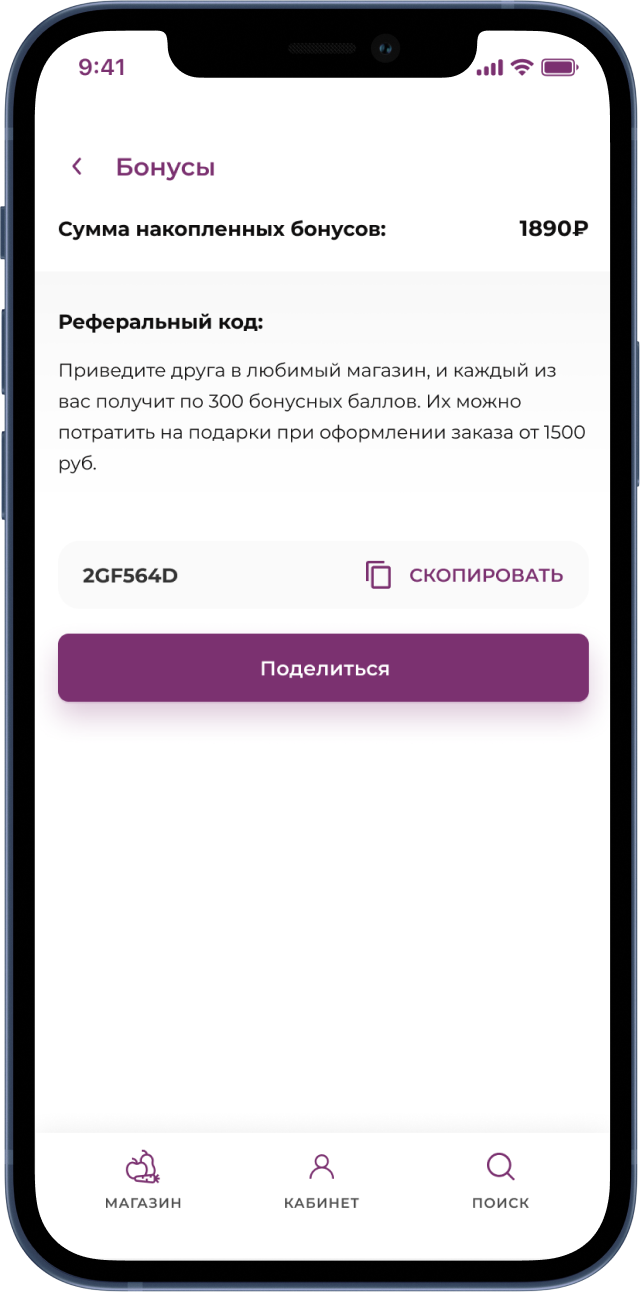 9:41
Бонусы
Сумма накопленных бонусов: 1890₽
Реферальный код:
Приведите друга в любимый магазин, и каждый из
вас получит по 300 бонусных баллов. Их можно
потратить на подарки при оформлении заказа от 1500
руб.
2GF564D СКОПИРОВАТЬ
Поделиться
МАГАЗИН КАБИНЕТ ПОИСК